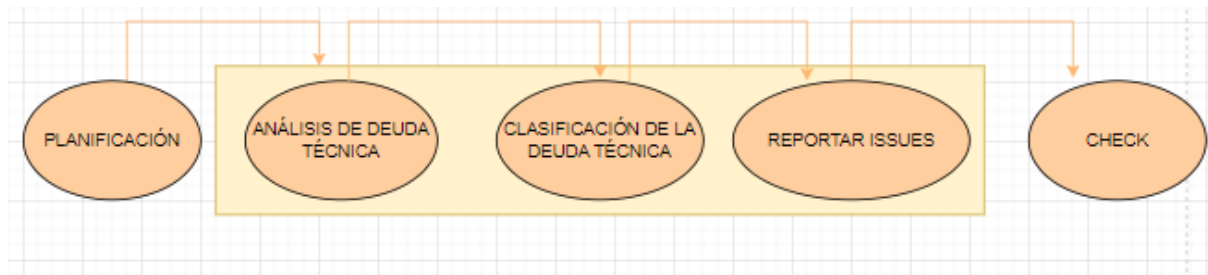 PLANIFICACIÓN
ANÁLISIS DE DEUDA
TÉCNICA
CLASIFICACIÓN DE LA
DEUDA TÉCNICA
REPORTAR ISSUES
CHECK